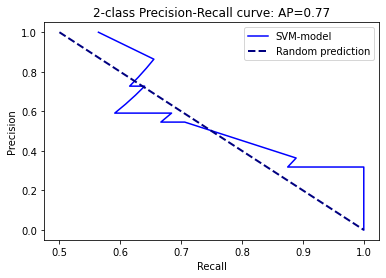 2-class Precision-Recall curve: AP=0.77
SVM-model
Random prediction
Precision
1.0
0.8
0.6
0.4
0.2
0.0
0.5 0.6 0.7 0.8 0.9 1.0
Recall